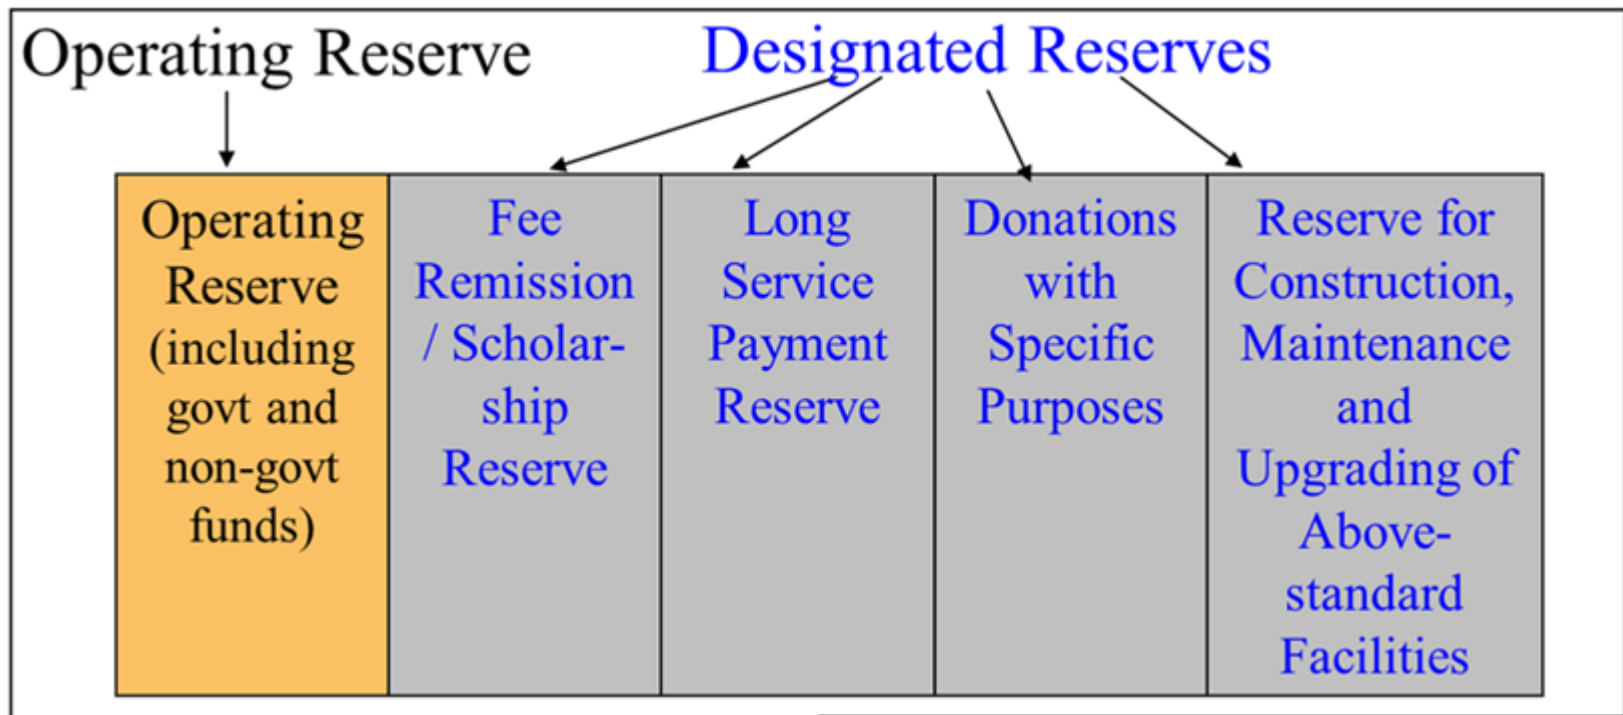 Operating Reserve
Designated Reserves
Operating
Reserve
(including
govt and
non-govt
funds)
Fee
Remission
/ Scholar-
ship
Reserve
Long
Service
Payment
Reserve
Donations
with
Specific
Purposes
Reserve for
Construction,
Maintenance
and
Upgrading of
Above-
standard
Facilities